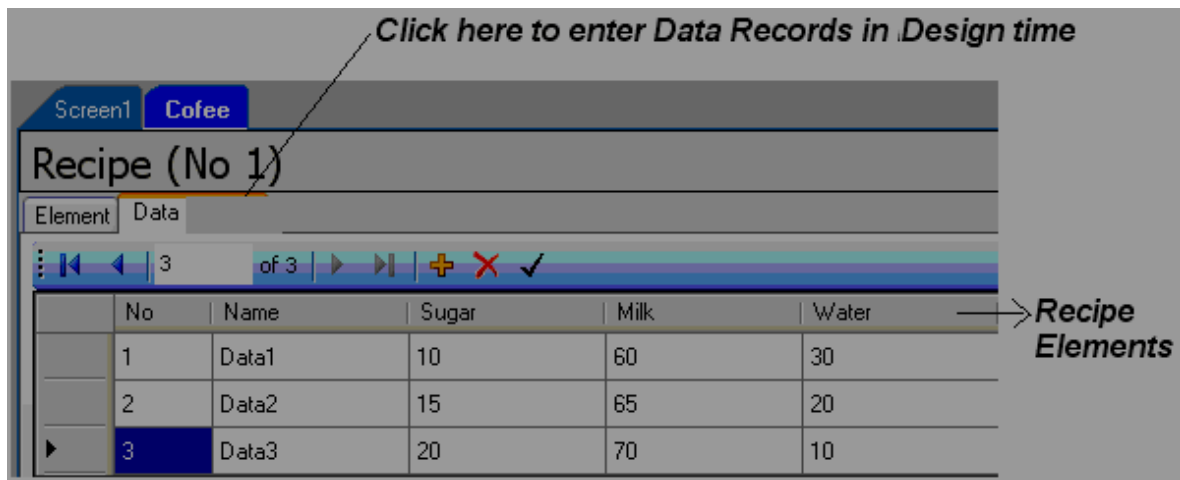 Click here to enter Data Records in Design time
Screen1 Cofee
Recipe (No 1)
Element Data
3 of 3
No Name Sugar Milk Water
Recipe
Elements
1 Data1 10 60 30
2 Data2 15 65 20
3 Data3 20 70 10